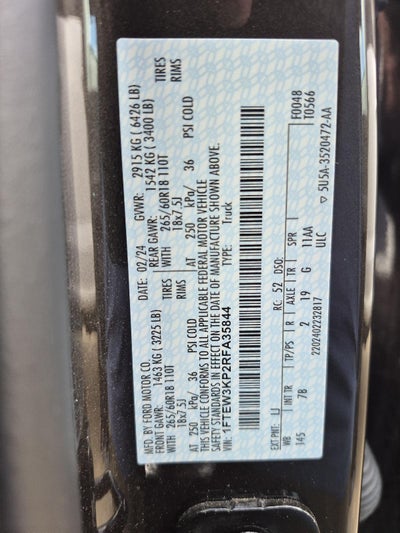 MFD. BY FORD MOTOR CO. DATE: 02/24 GVWR: 2915 KG ( 6426 LB)
FRONT GAWR: 1463 KG ( 3225 LB) REAR GAWR: 1542 KG ( 3400 LB)
WITH 265/60R18 110T TIRES WITH 265/60R18 110T TIRES
18x7.5J RIMS 18x7.5J RIMS
AT 250 kPa/ 36 PSI COLD AT 250 kPa/ 36 PSI COLD
THIS VEHICLE CONFORMS TO ALL APPLICABLE FEDERAL MOTOR VEHICLE
SAFETY STANDARDS IN EFFECT ON THE DATE OF MANUFACTURE SHOWN ABOVE.
VIN: 1FTEW3KP2RFA35844 TYPE: Truck
F0048
T0566
EXT PNT: RC: 52 DSO:
WB INT TR TP/PS R AXLE TR SPR
145 7B 2 19 G 11AA
ULC
2202402232817 ▽ 5U5A-3520472-AA